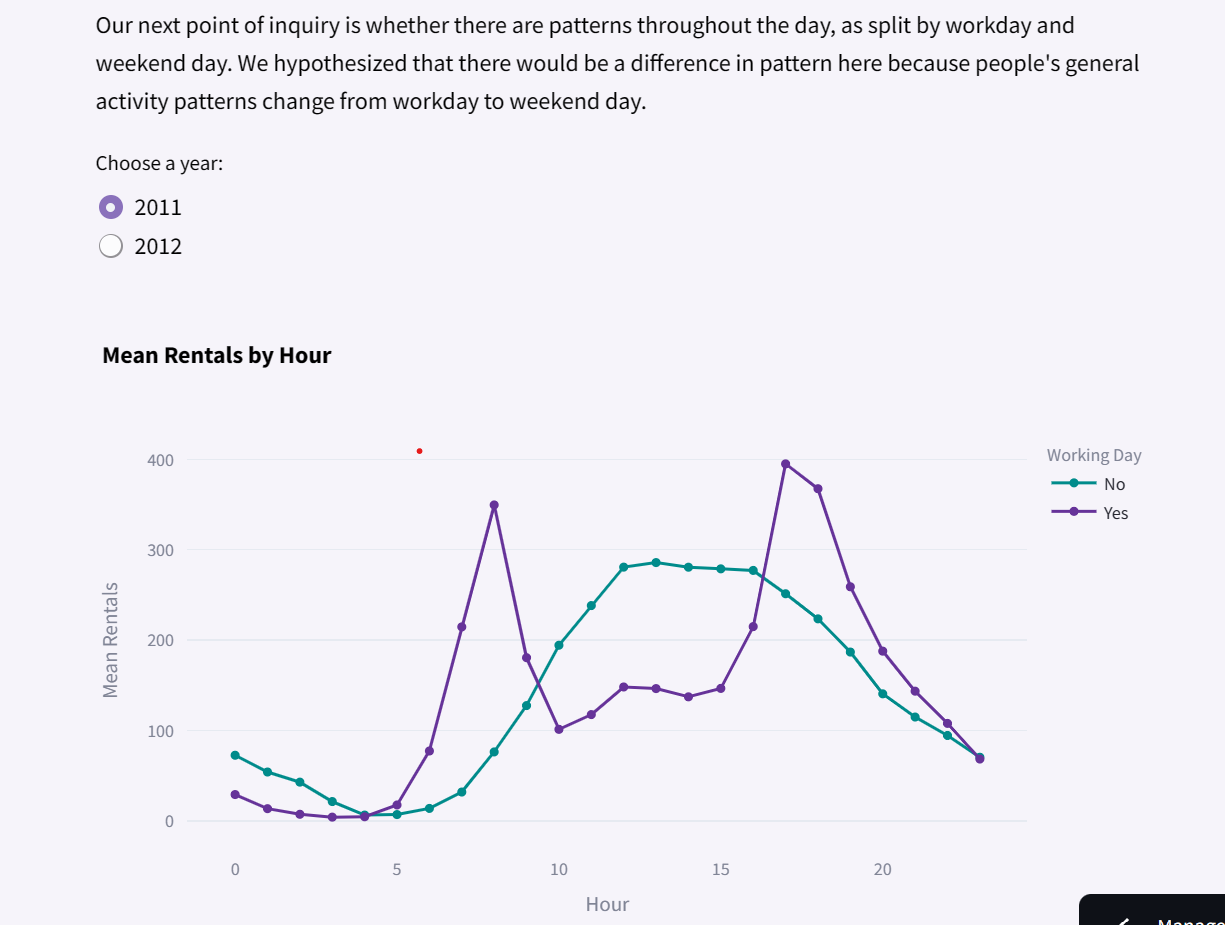 Our next point of inquiry is whether there are patterns throughout the day, as split by workday and
weekend day. We hypothesized that there would be a difference in pattern here because people's general
activity patterns change from workday to weekend day.
Choose a year:
2011
2012
Mean Rentals by Hour
400
300
200
100
0
Mean Rentals
0 5 10 15 20
Hour
Working Day
No
Yes